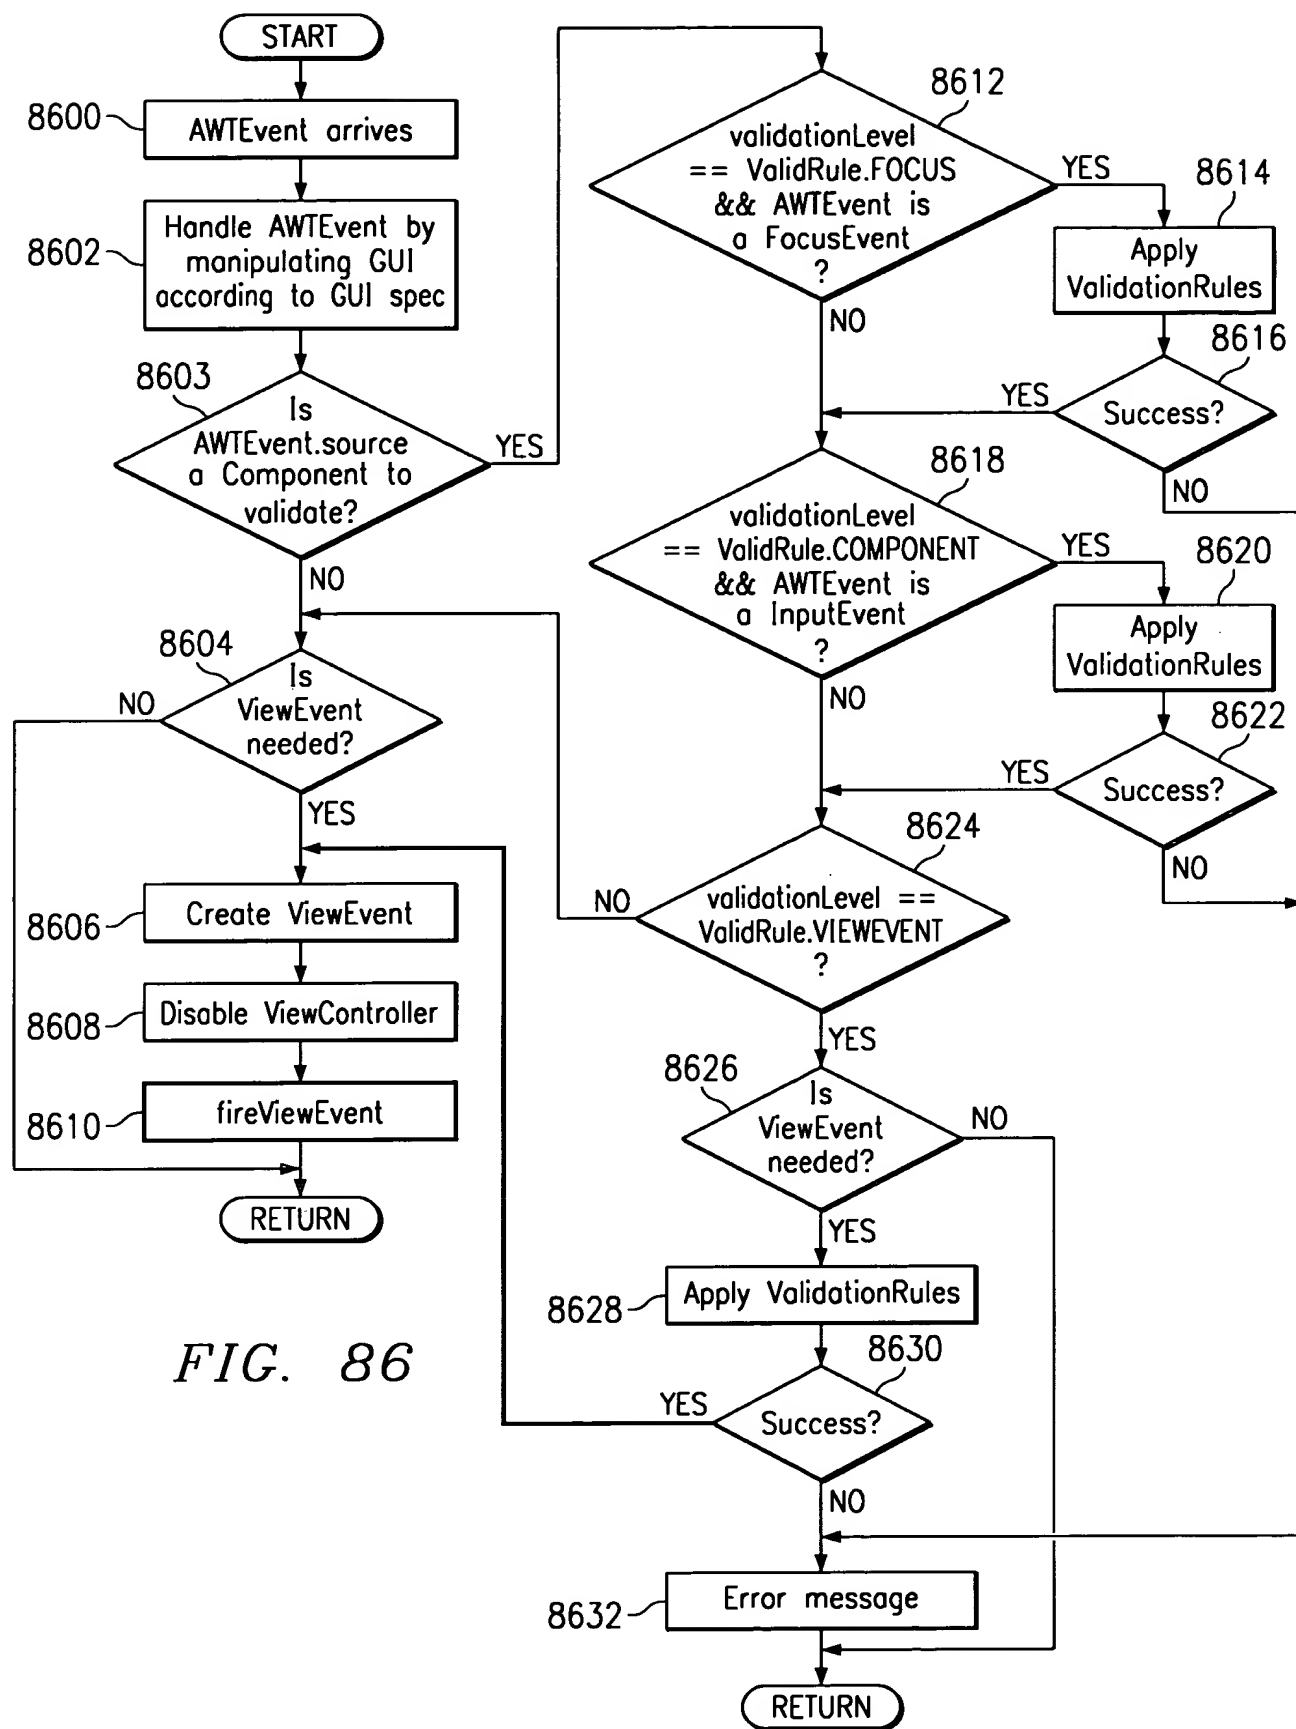 START
8600
AWTEvent arrives
8602
Handle AWTEvent by
manipulating GUI
according to GUI spec
8603
Is
AWTEvent.source
a Component to
validate?
YES
NO
8604
Is
ViewEvent
needed?
NO
YES
8606
Create ViewEvent
8608
Disable ViewController
8610
fireViewEvent
RETURN
FIG. 86
8612
validationLevel
== ValidRule.FOCUS
&& AWTEvent is
a FocusEvent
?
YES
NO
8614
Apply
ValidationRules
8616
Success?
YES
NO
8618
validationLevel
== ValidRule.COMPONENT
&& AWTEvent is
a InputEvent
?
YES
NO
8620
Apply
ValidationRules
8622
Success?
YES
NO
8624
validationLevel ==
ValidRule.VIEWEVENT
?
NO
YES
8626
Is
ViewEvent
needed?
NO
YES
8628
Apply ValidationRules
8630
Success?
YES
NO
8632
Error message
RETURN